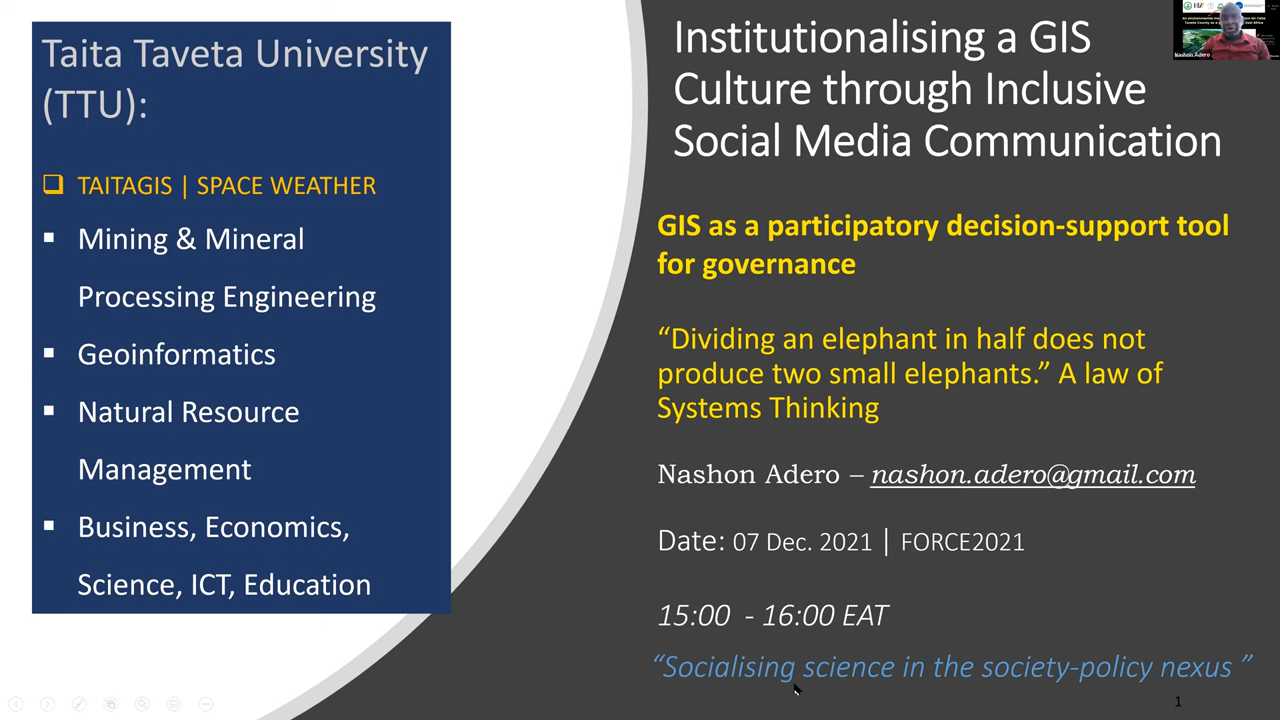 Taita Taveta University
(TTU):
TAITAGIS | SPACE WEATHER
Mining & Mineral
Processing Engineering
Geoinformatics
Natural Resource
Management
Business, Economics,
Science, ICT, Education
Institutionalising a GIS
Culture through Inclusive
Social Media Communication
GIS as a participatory decision-support tool
for governance
“Dividing an elephant in half does not
produce two small elephants.” A law of
Systems Thinking
Nashon Adero – nashon.adero@gmail.com
Date: 07 Dec. 2021 | FORCE2021
15:00 - 16:00 EAT
“Socialising science in the society-policy nexus ”
1
Nashon Adero